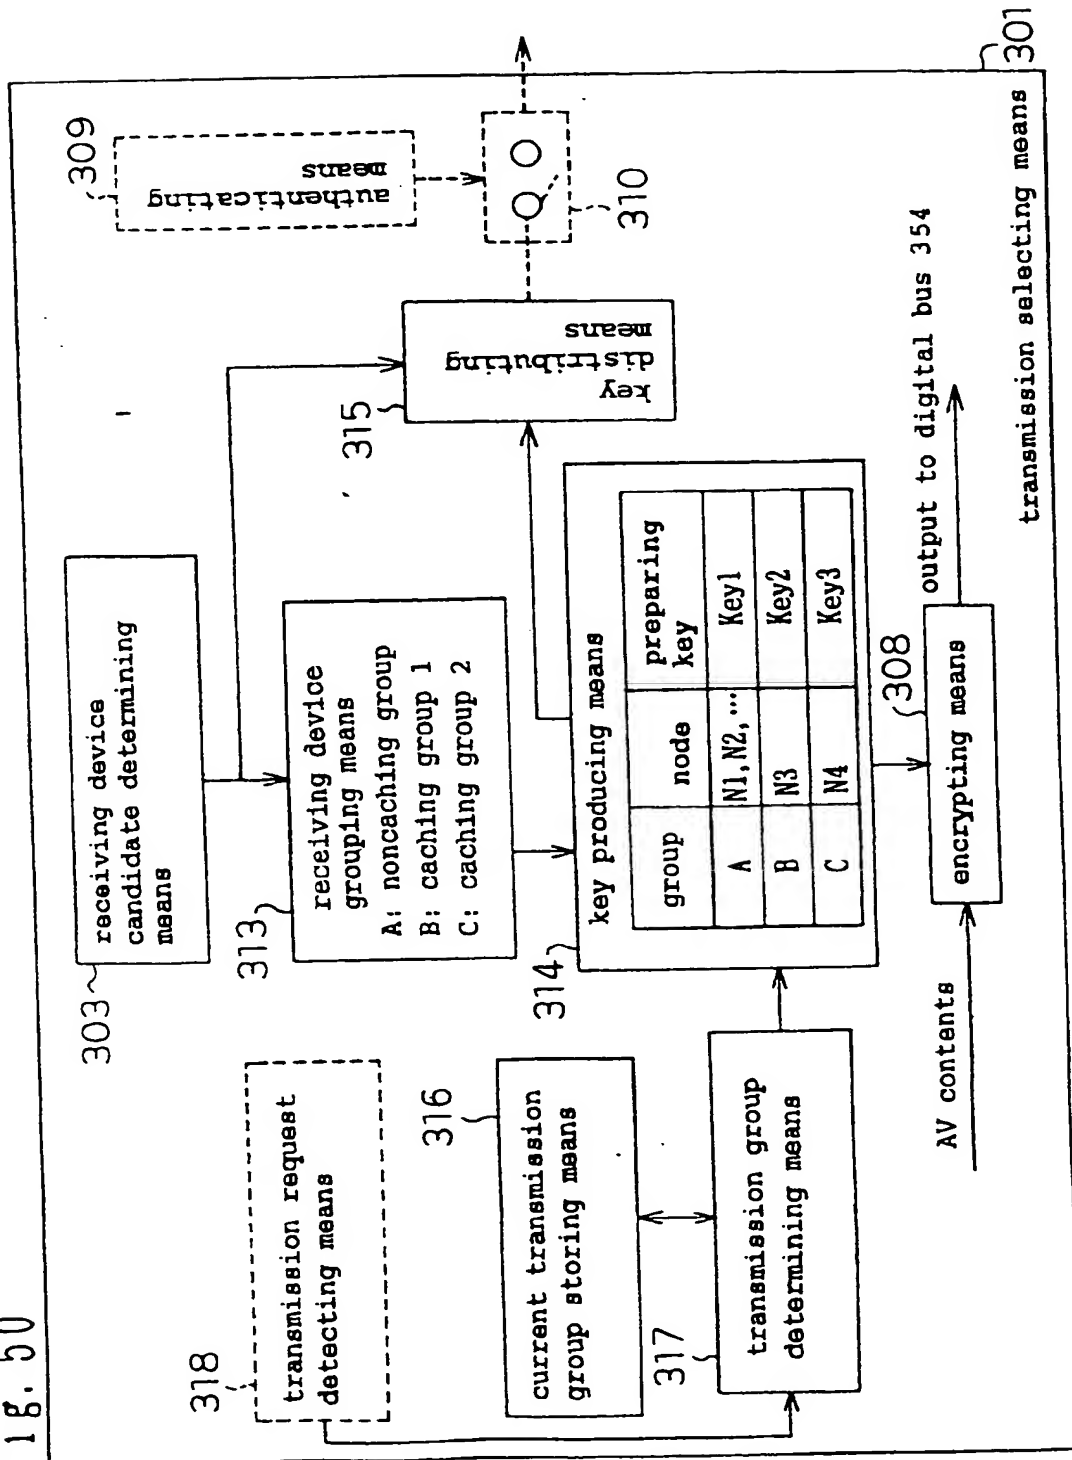 ig. 50
303
receiving device
candidate determining
means
309
authenticating
means
310
313
receiving device
grouping means
A: noncaching group
B: caching group 1
C: caching group 2
315
key
distributing
means
318
transmission request
detecting means
316
current transmission
group storing means
314
key producing means
group
node
preparing
key
A
N1, N2, ...
Key1
B
N3
Key2
C
N4
Key3
317
transmission group
determining means
308
encrypting means
AV contents
output to digital bus 354
transmission selecting means
301